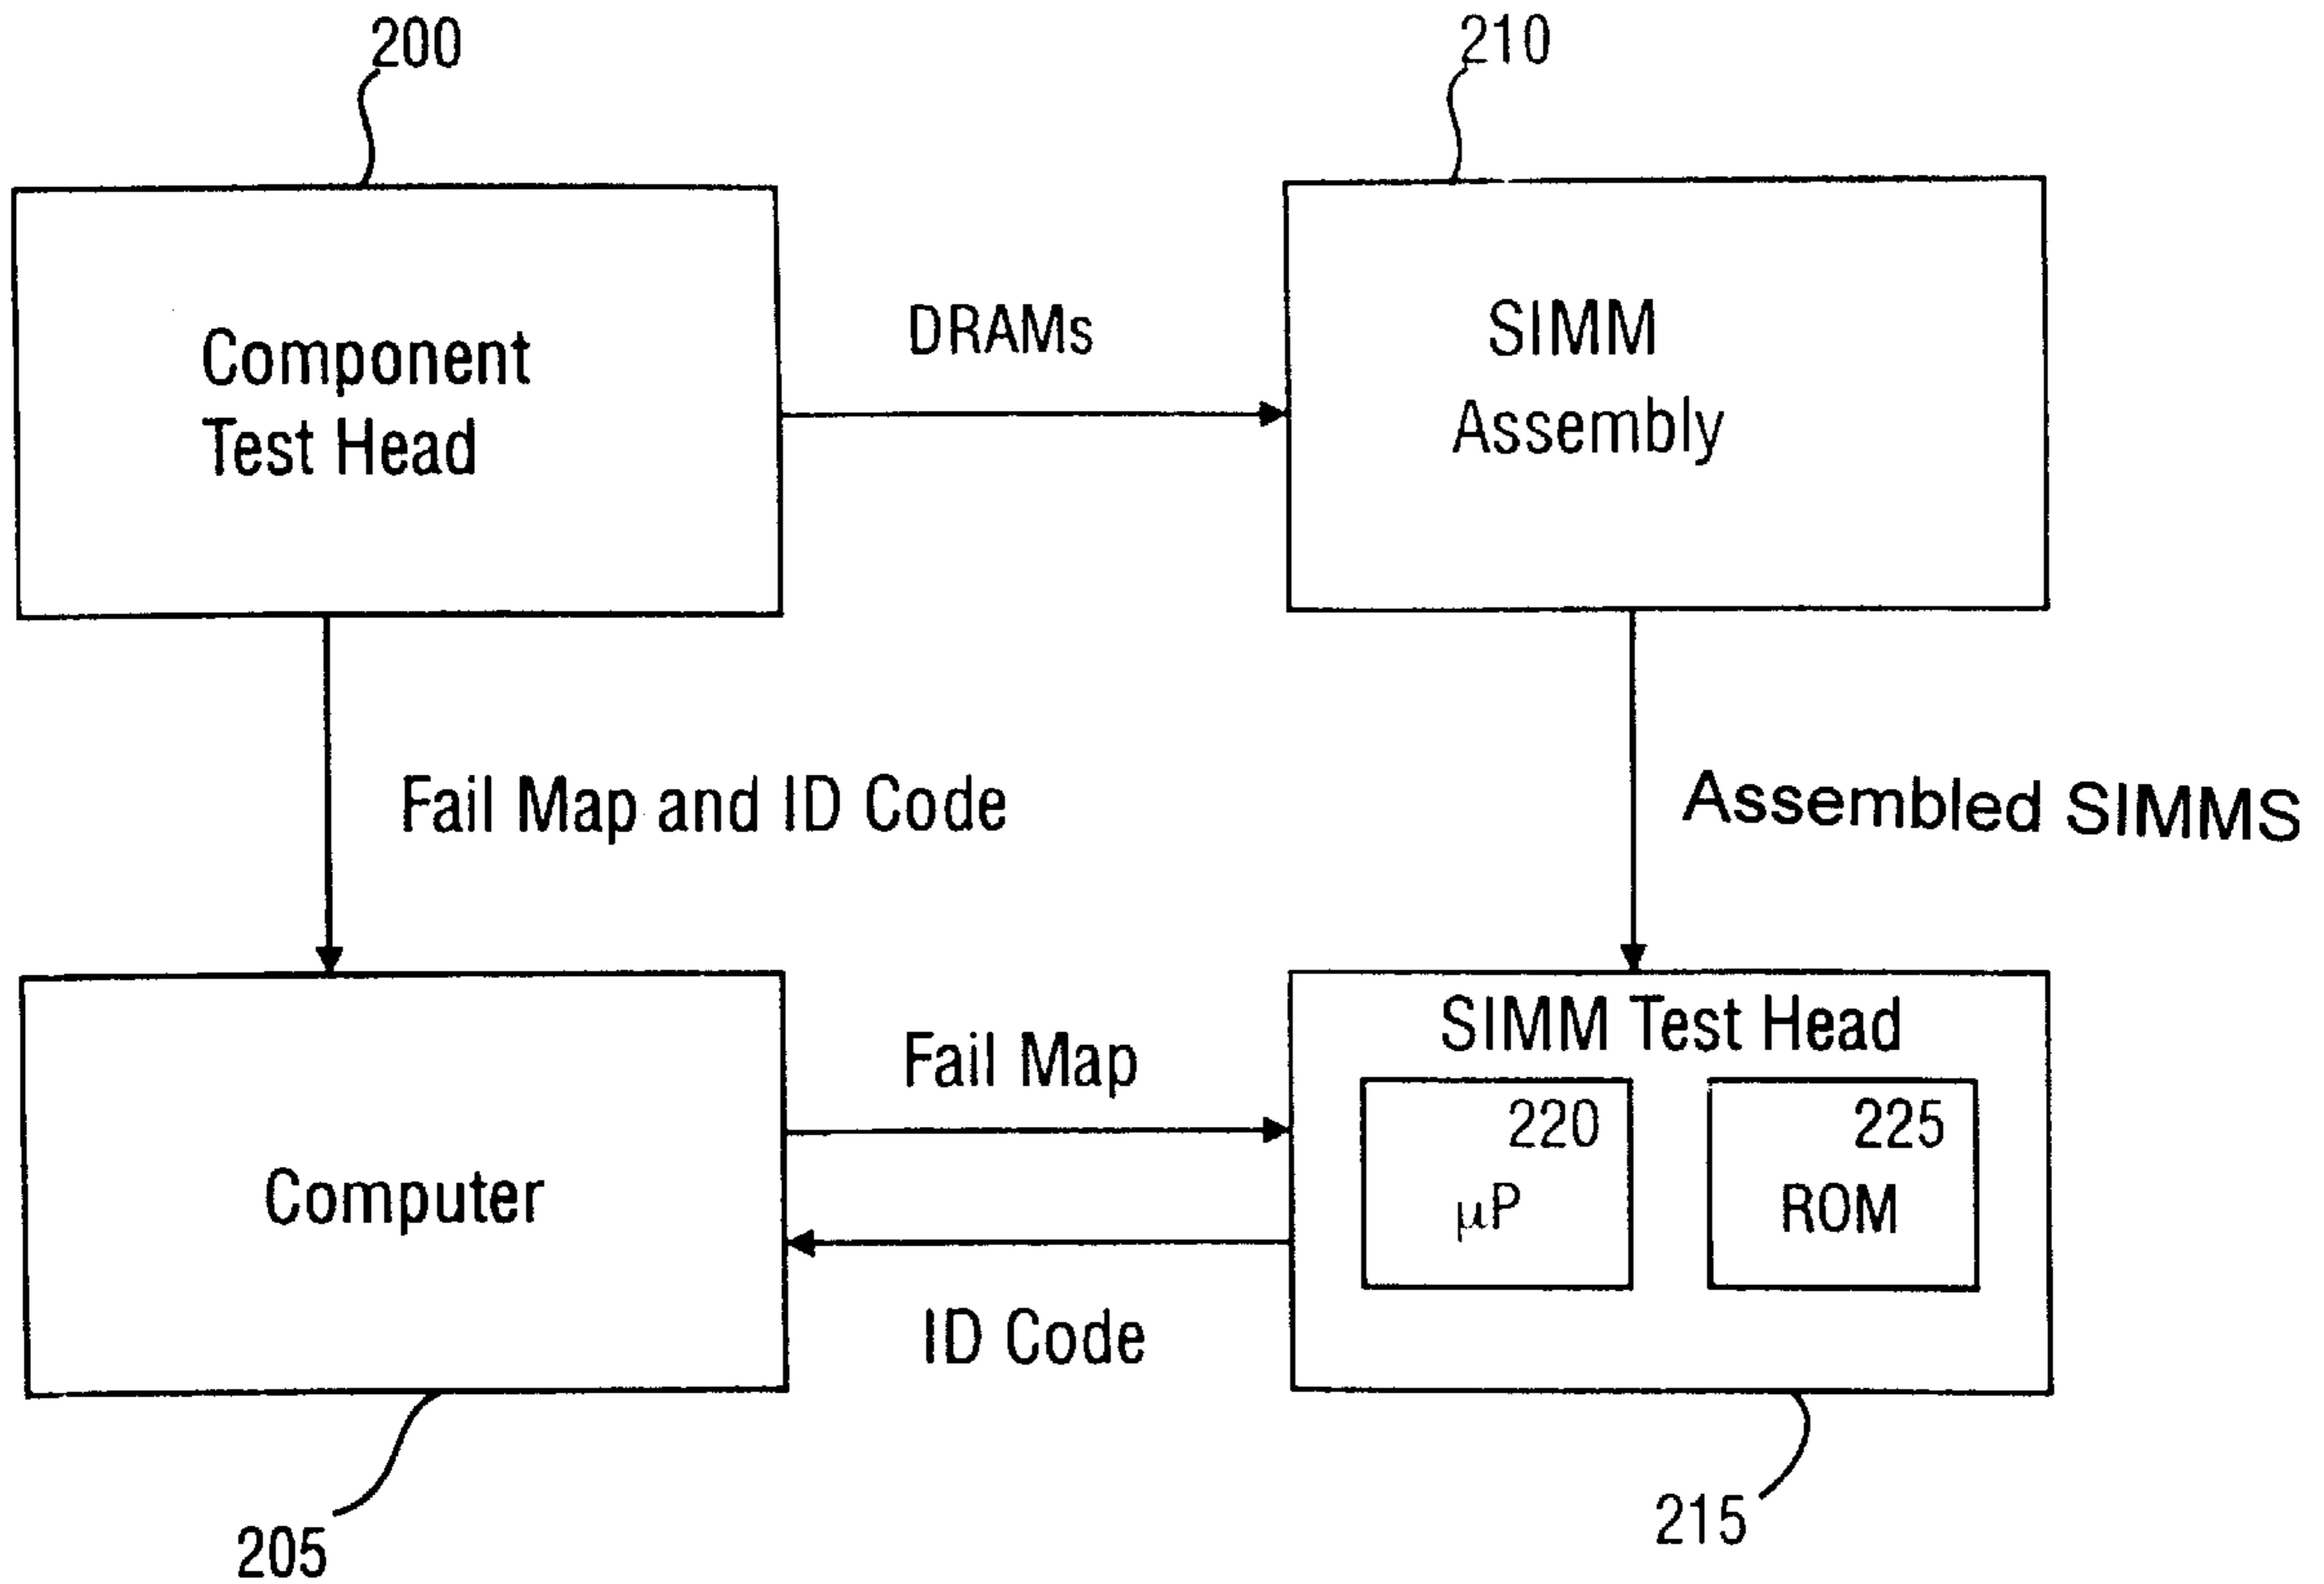 200
210
Component
Test Head
DRAMs
SIMM
Assembly
Fail Map and ID Code
Assembled SIMMS
Computer
Fail Map
ID Code
SIMM Test Head
220
µP
225
ROM
205
215